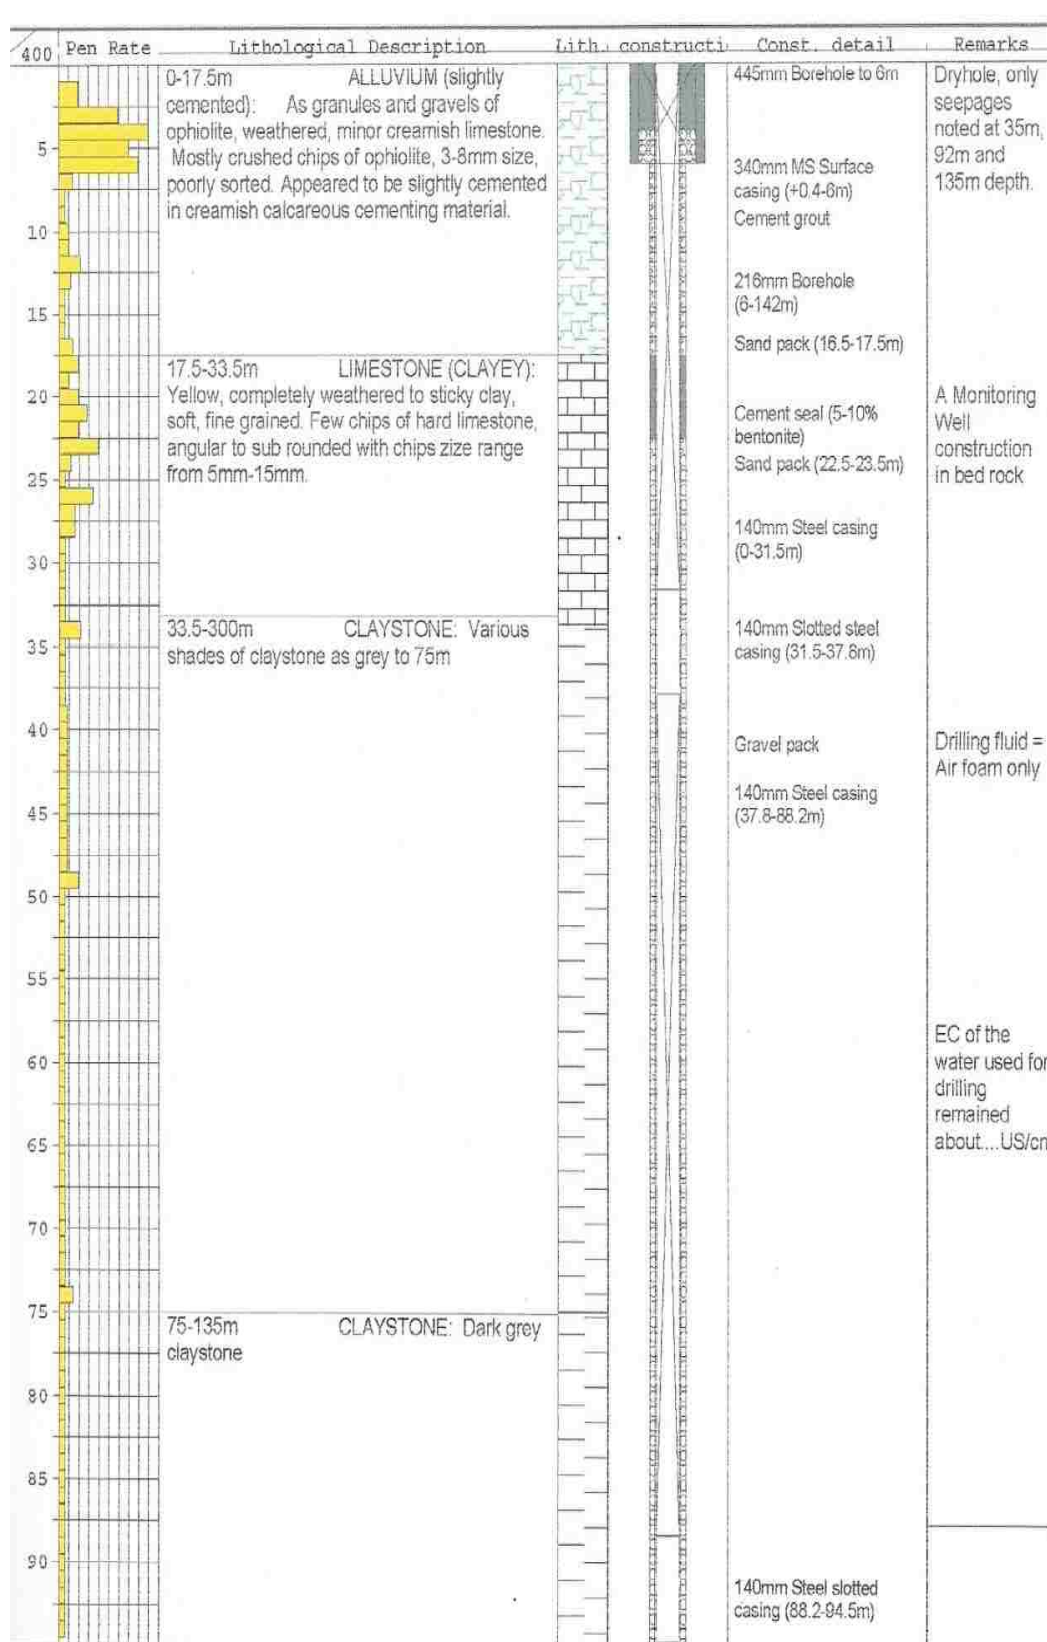 400 Pen Rate Lithological Description Lith. constructi Const. detail Remarks
0-17.5m ALLUVIUM (slightly
cemented): As granules and gravels of
ophiolite, weathered, minor creamish limestone.
Mostly crushed chips of ophiolite, 3-8mm size,
poorly sorted. Appeared to be slightly cemented
in creamish calcareous cementing material.
17.5-33.5m LIMESTONE (CLAYEY):
Yellow, completely weathered to sticky clay,
soft, fine grained. Few chips of hard limestone,
angular to sub rounded with chips zize range
from 5mm-15mm.
33.5-300m CLAYSTONE: Various
shades of claystone as grey to 75m
75-135m CLAYSTONE: Dark grey
claystone
445mm Borehole to 6m
340mm MS Surface
casing (+0.4-6m)
Cement grout
216mm Borehole
(6-142m)
Sand pack (16.5-17.5m)
Cement seal (5-10%
bentonite)
Sand pack (22.5-23.5m)
140mm Steel casing
(0-31.5m)
140mm Slotted steel
casing (31.5-37.8m)
Gravel pack
140mm Steel casing
(37.8-88.2m)
140mm Steel slotted
casing (88.2-94.5m)
Dryhole, only
seepages
noted at 35m,
92m and
135m depth.
A Monitoring
Well
construction
in bed rock
Drilling fluid =
Air foam only
EC of the
water used for
drilling
remained
about....US/cm
5
10
15
20
25
30
35
40
45
50
55
60
65
70
75
80
85
90